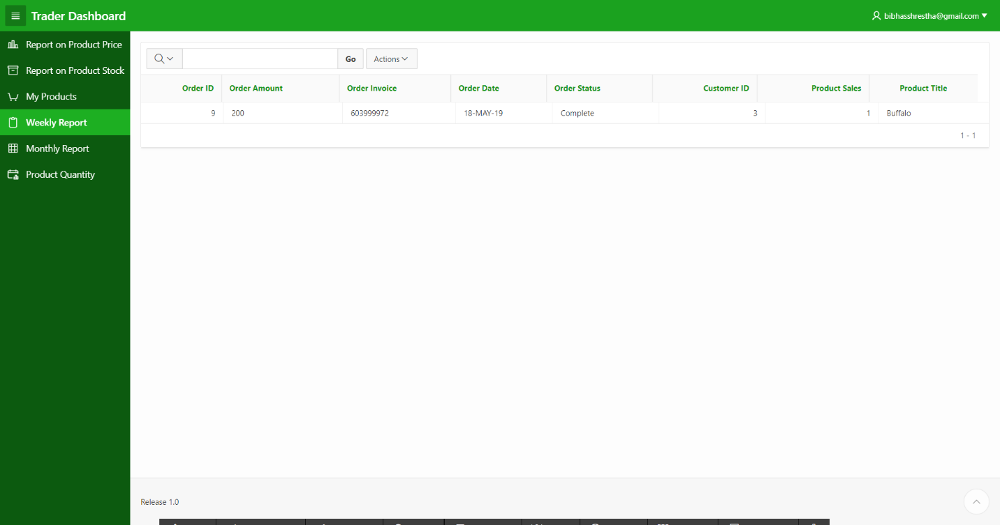 Trader Dashboard
bibhasshrestha@gmail.com
Report on Product Price
Report on Product Stock
My Products
Weekly Report
Monthly Report
Product Quantity
Go Actions
Order ID Order Amount Order Invoice Order Date Order Status Customer ID Product Sales Product Title
9 200 603999972 18-MAY-19 Complete 3 1 Buffalo
1 - 1
Release 1.0